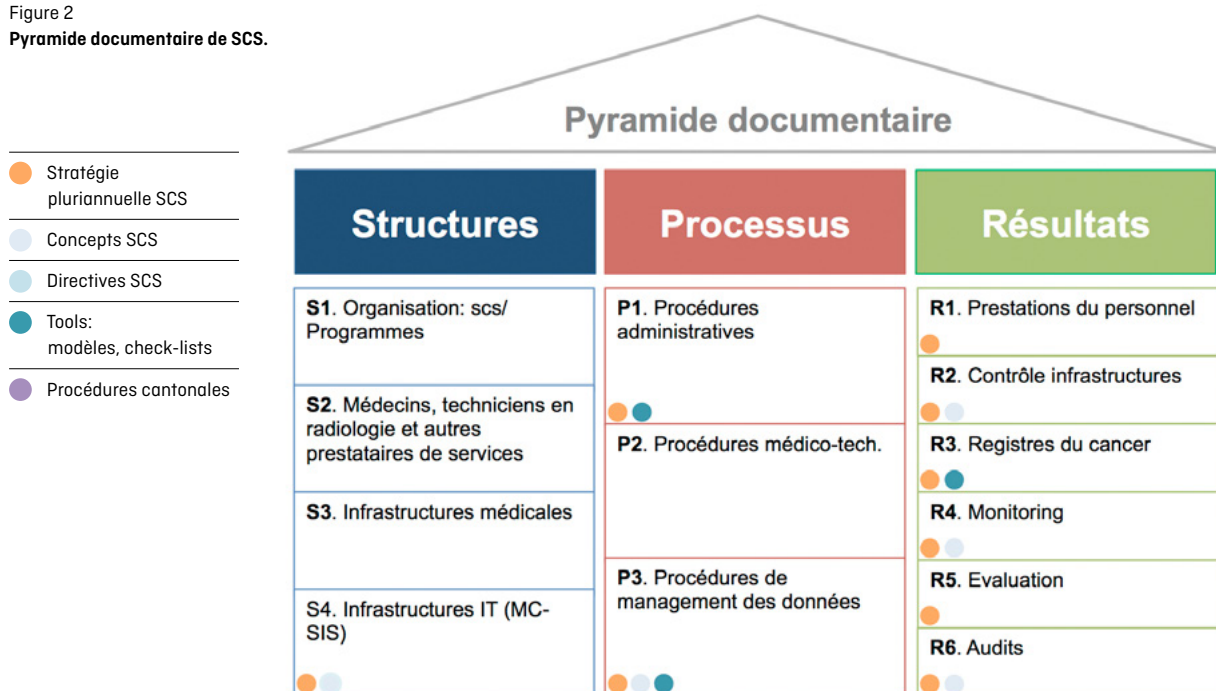 Figure 2
Pyramide documentaire de SCS.
Stratégie
pluriannuelle SCS
Concepts SCS
Directives SCS
Tools:
modèles, check-lists
Procédures cantonales
Pyramide documentaire
Structures
S1. Organisation: scs/
Programmes
S2. Médecins, techniciens en
radiologie et autres
prestataires de services
S3. Infrastructures médicales
S4. Infrastructures IT (MC-
SIS)
Processus
P1. Procédures
administratives
P2. Procédures médico-tech.
P3. Procédures de
management des données
Résultats
R1. Prestations du personnel
R2. Contrôle infrastructures
R3. Registres du cancer
R4. Monitoring
R5. Evaluation
R6. Audits